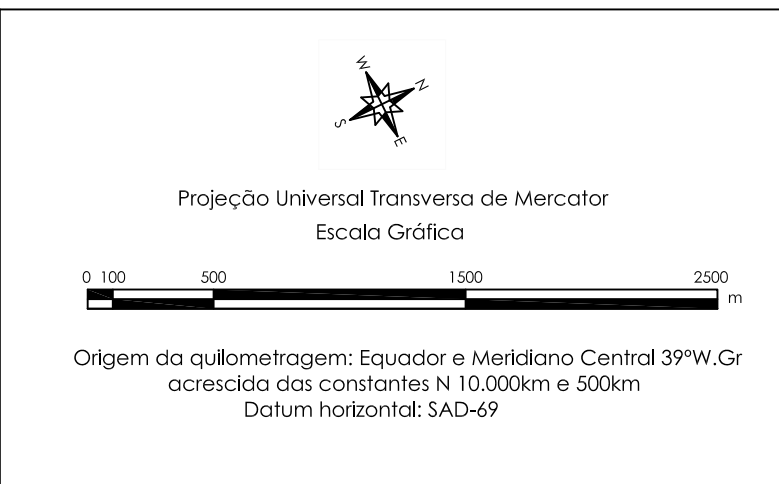 W
N
S
E
Projeção Universal Transversa de Mercator
Escala Gráfica
0 100 500 1500 2500
m
Origem da quilometragem: Equador e Meridiano Central 39ºW.Gr
acrescida das constantes N 10.000km e 500km
Datum horizontal: SAD-69